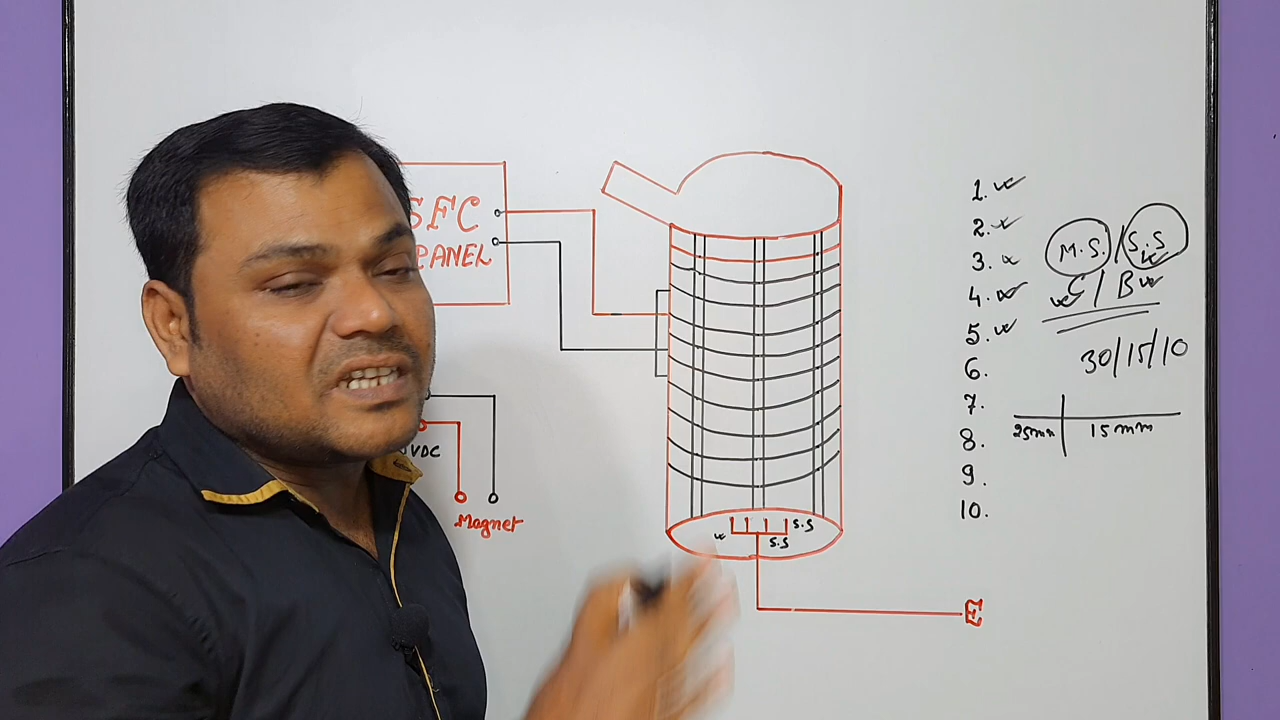 SFC
PANEL
VDC
Magnet
S.S
S.S
E
1.
2.
3.
4.
5.
6.
7.
8.
9.
10.
M.S. / S.S
C / B
30/15/10
25mm 15mm